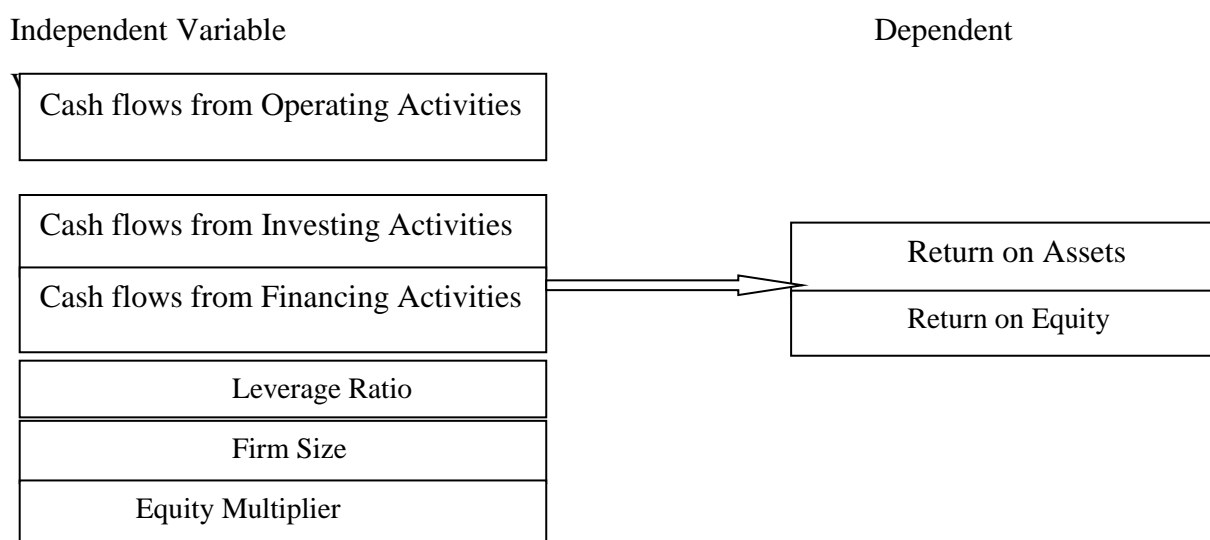 Independent Variable
Dependent
Cash flows from Operating Activities
Cash flows from Investing Activities
Return on Assets
Cash flows from Financing Activities
Return on Equity
Leverage Ratio
Firm Size
Equity Multiplier